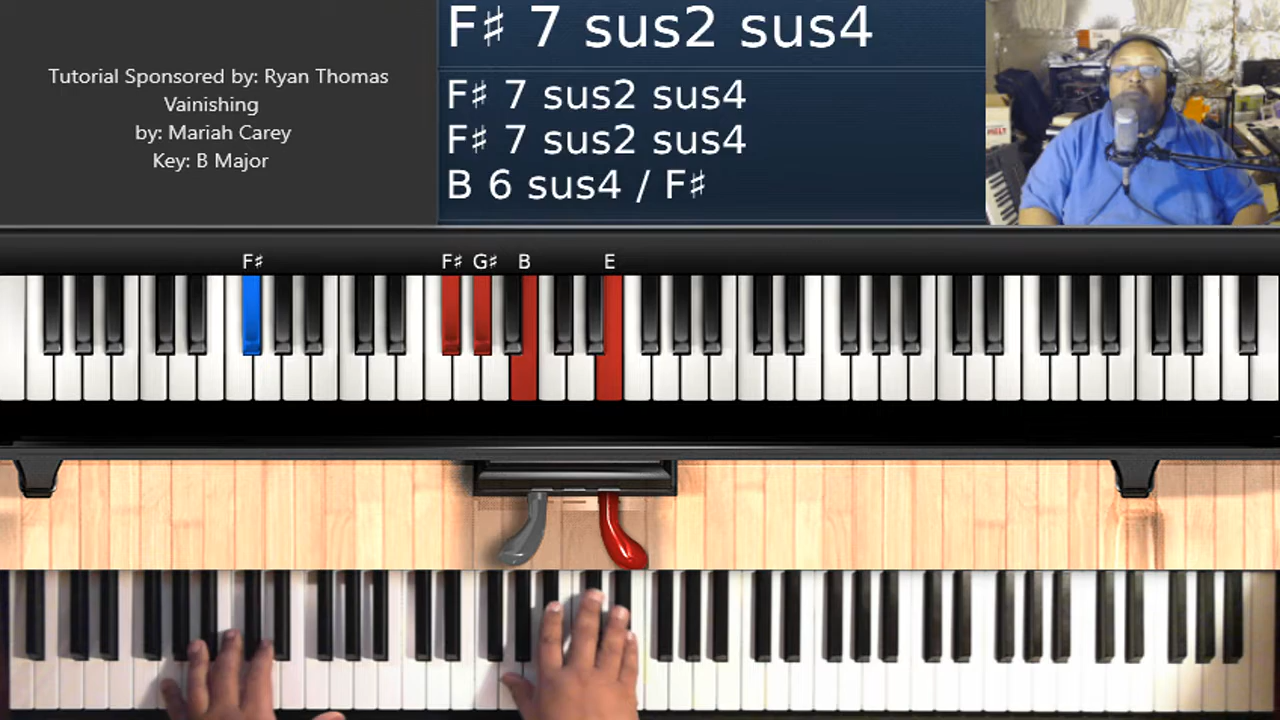 Tutorial Sponsored by: Ryan Thomas
Vainishing
by: Mariah Carey
Key: B Major
F♯ 7 sus2 sus4
F♯ 7 sus2 sus4
F♯ 7 sus2 sus4
B 6 sus4 / F♯
F♯ F♯ G♯ B E